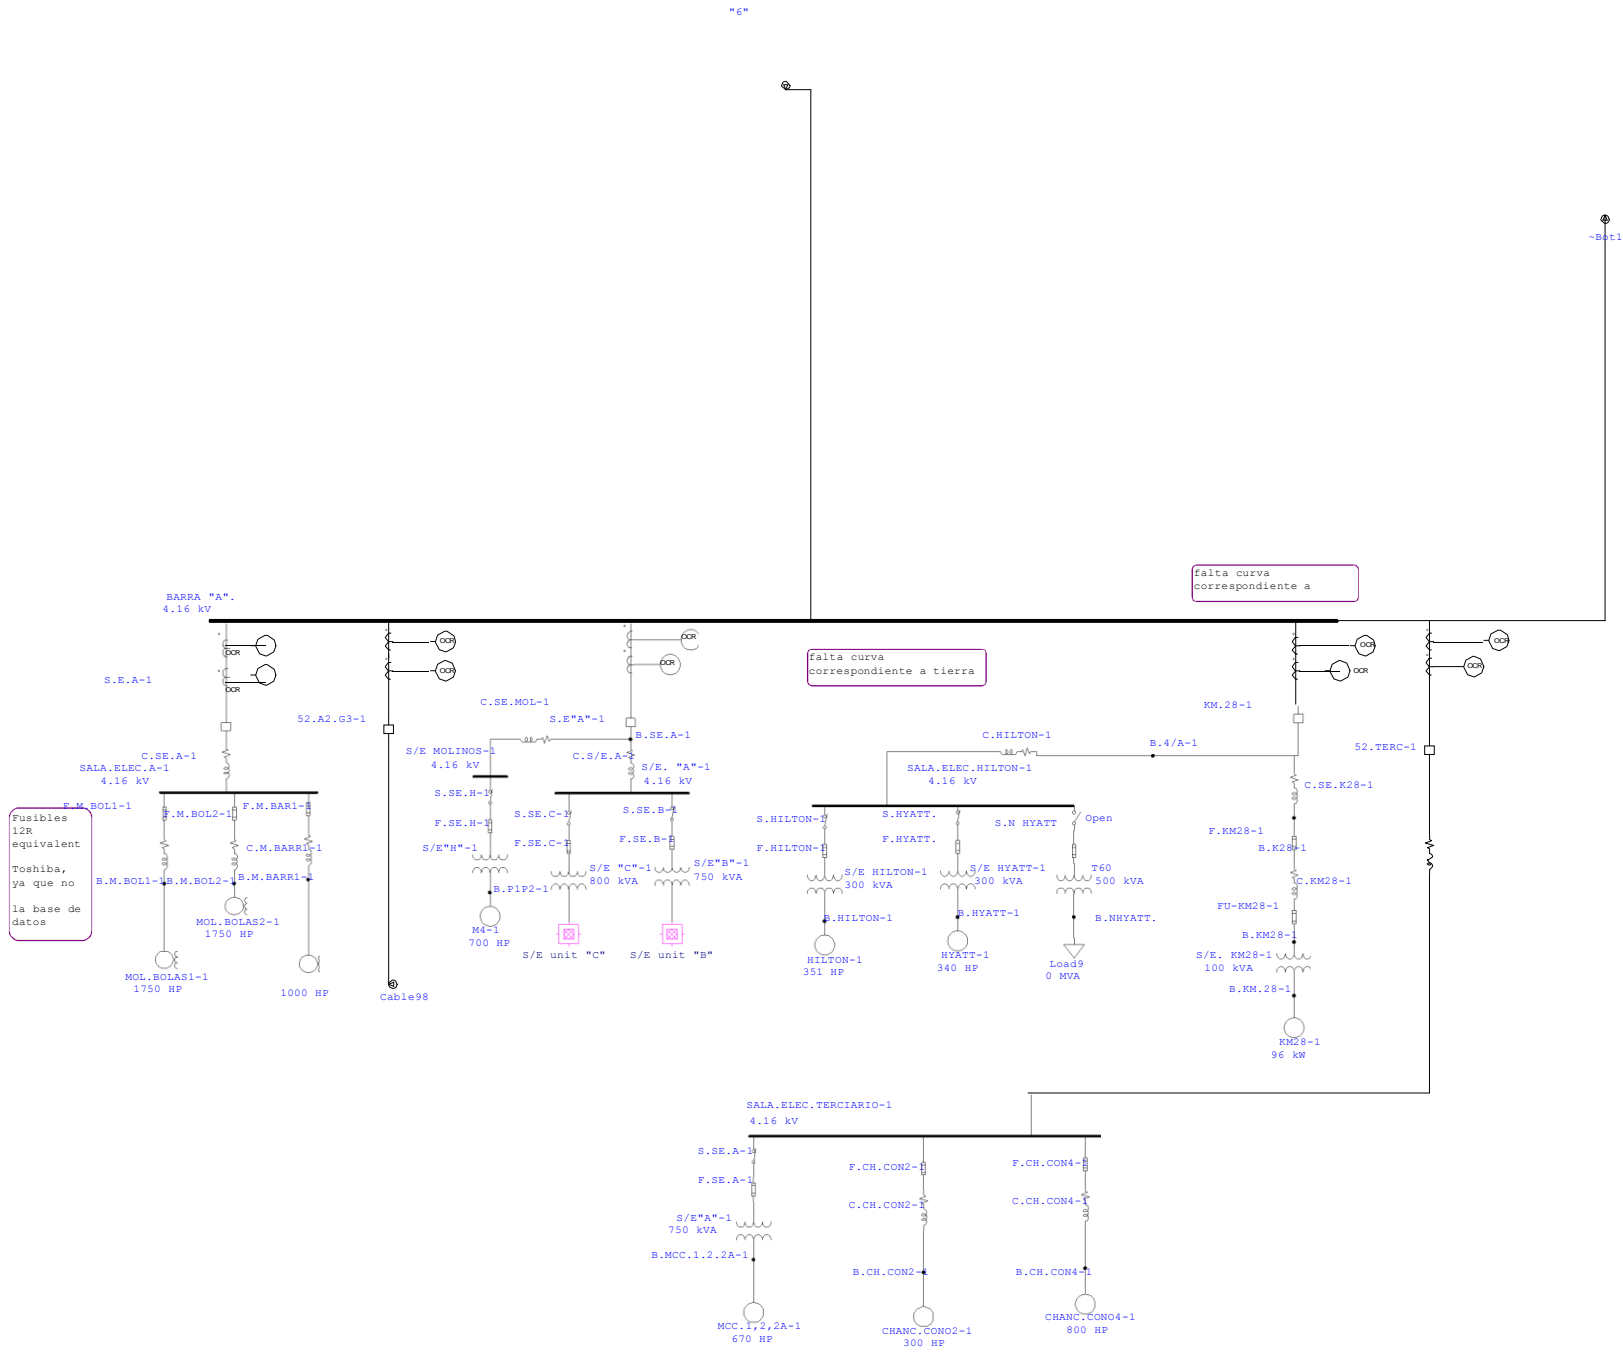 "6"
~Bot1
falta curva
correspondiente a
BARRA "A".
4.16 kV
OCR
OCR
OCR
OCR
OCR
OCR
OCR
OCR
OCR
OCR
falta curva
correspondiente a tierra
S.E.A-1
52.A2.G3-1
C.SE.MOL-1
S.E"A"-1
B.SE.A-1
KM.28-1
C.HILTON-1
B.4/A-1
52.TERC-1
C.SE.A-1
SALA.ELEC.A-1
4.16 kV
S/E MOLINOS-1
4.16 kV
C.S/E.A-1
S/E. "A"-1
4.16 kV
SALA.ELEC.HILTON-1
4.16 kV
C.SE.K28-1
F.M.BOL1-1
F.M.BOL2-1
F.M.BAR1-1
S.SE.H-1
S.SE.C-1
S.SE.B-1
S.HILTON-1
S.HYATT.
S.N HYATT
Open
Fusibles
12R
equivalent
Toshiba,
ya que no
la base de
datos
F.SE.H-1
F.SE.C-1
F.SE.B-1
F.HILTON-1
F.HYATT.
F.KM28-1
B.K28-1
C.M.BARR1-1
S/E"H"-1
S/E "C"-1
800 kVA
S/E"B"-1
750 kVA
S/E HILTON-1
300 kVA
S/E HYATT-1
300 kVA
T60
500 kVA
C.KM28-1
B.M.BOL1-1
B.M.BOL2-1
B.M.BARR1-1
B.P1P2-1
FU-KM28-1
MOL.BOLAS2-1
1750 HP
M4-1
700 HP
B.HILTON-1
B.HYATT-1
B.NHYATT.
B.KM28-1
S/E unit "C"
S/E unit "B"
HILTON-1
351 HP
HYATT-1
340 HP
Load9
0 MVA
S/E. KM28-1
100 kVA
MOL.BOLAS1-1
1750 HP
1000 HP
Cable98
B.KM.28-1
KM28-1
96 kW
SALA.ELEC.TERCIARIO-1
4.16 kV
S.SE.A-1
F.SE.A-1
F.CH.CON2-1
F.CH.CON4-1
C.CH.CON2-1
C.CH.CON4-1
S/E"A"-1
750 kVA
B.MCC.1.2.2A-1
B.CH.CON2-1
B.CH.CON4-1
MCC.1,2,2A-1
670 HP
CHANC.CONO2-1
300 HP
CHANC.CONO4-1
800 HP